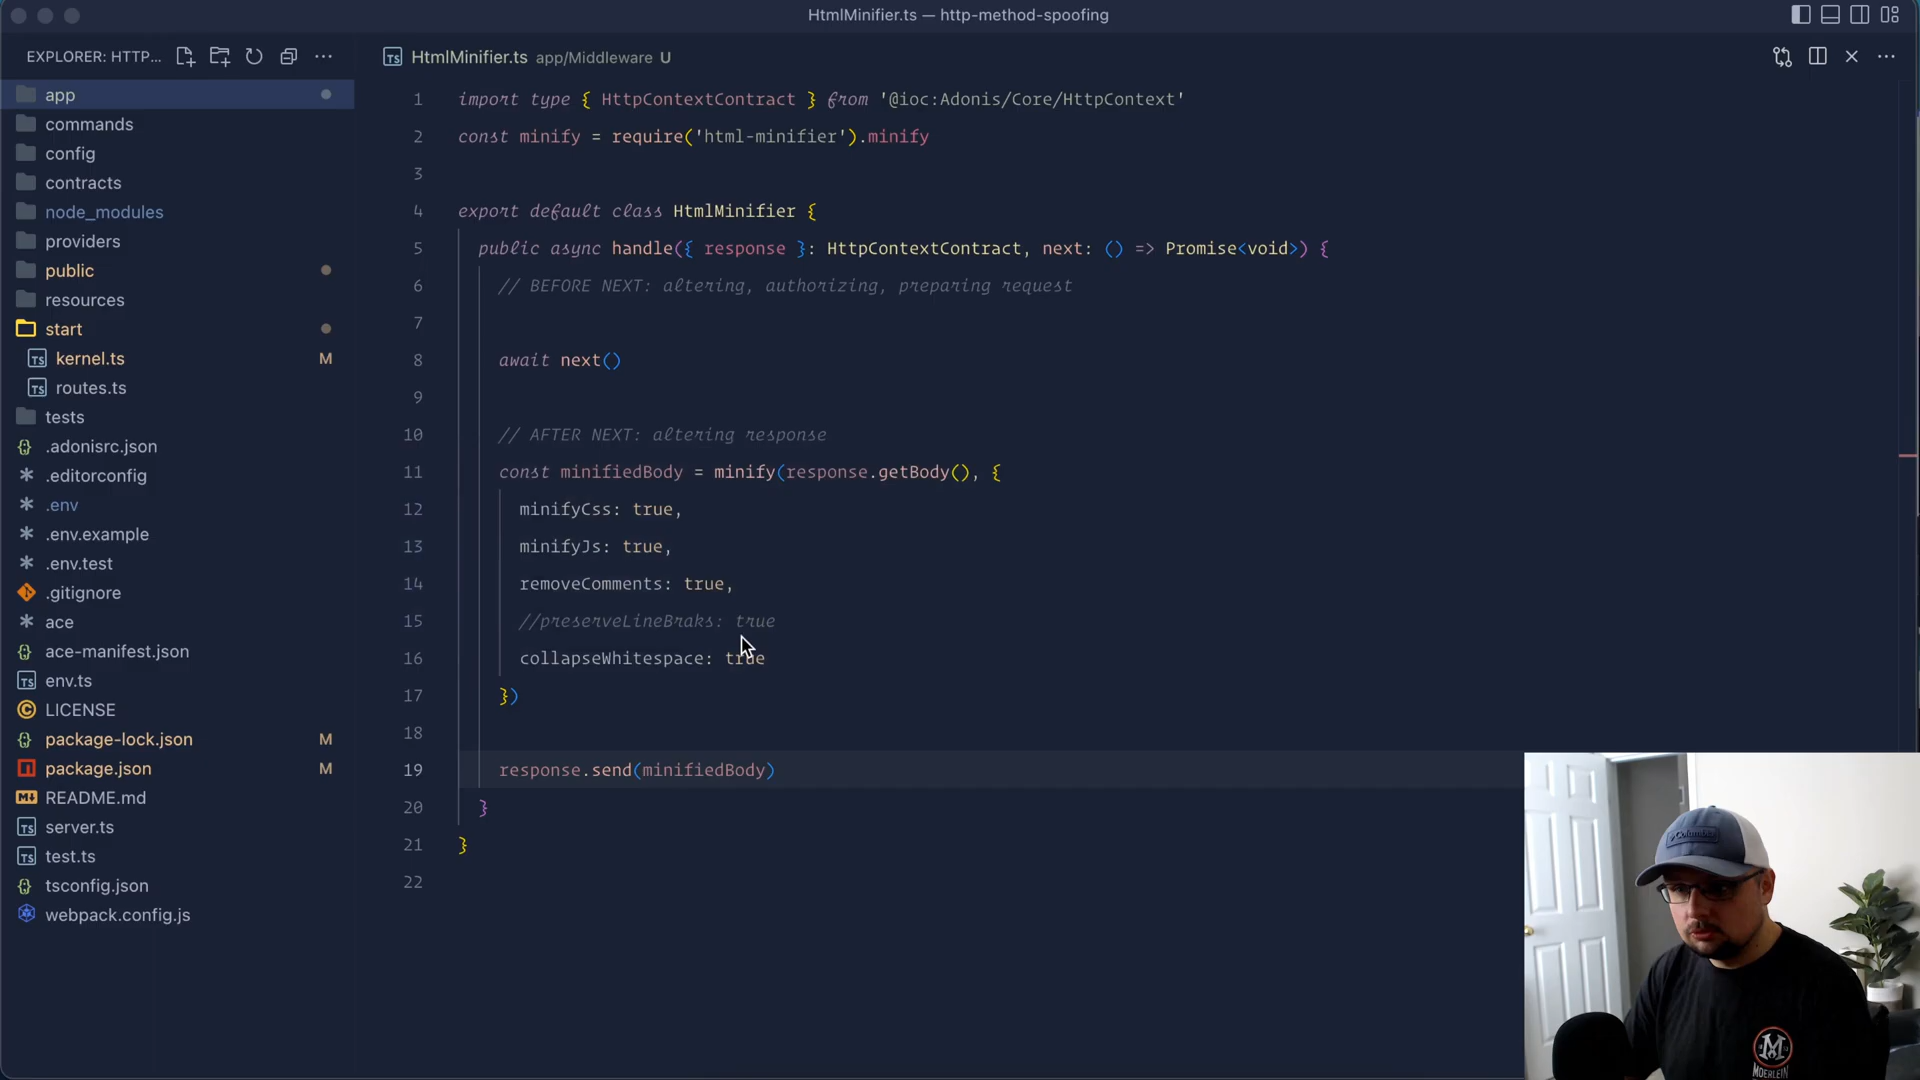 HtmlMinifier.ts — http-method-spoofing
EXPLORER: HTTP...
HtmlMinifier.ts app/Middleware U
app
commands
config
contracts
node_modules
providers
public
resources
start
kernel.ts M
routes.ts
tests
.adonisrc.json
.editorconfig
.env
.env.example
.env.test
.gitignore
ace
ace-manifest.json
env.ts
LICENSE
package-lock.json M
package.json M
README.md
server.ts
test.ts
tsconfig.json
webpack.config.js
1 import type { HttpContextContract } from '@ioc:Adonis/Core/HttpContext'
2 const minify = require('html-minifier').minify
3
4 export default class HtmlMinifier {
5 public async handle({ response }: HttpContextContract, next: () => Promise<void>) {
6 // BEFORE NEXT: altering, authorizing, preparing request
7
8 await next()
9
10 // AFTER NEXT: altering response
11 const minifiedBody = minify(response.getBody(), {
12 minifyCss: true,
13 minifyJs: true,
14 removeComments: true,
15 //preserveLineBraks: true
16 collapseWhitespace: true
17 })
18
19 response.send(minifiedBody)
20 }
21 }
22
Columbia
MOERLEIN